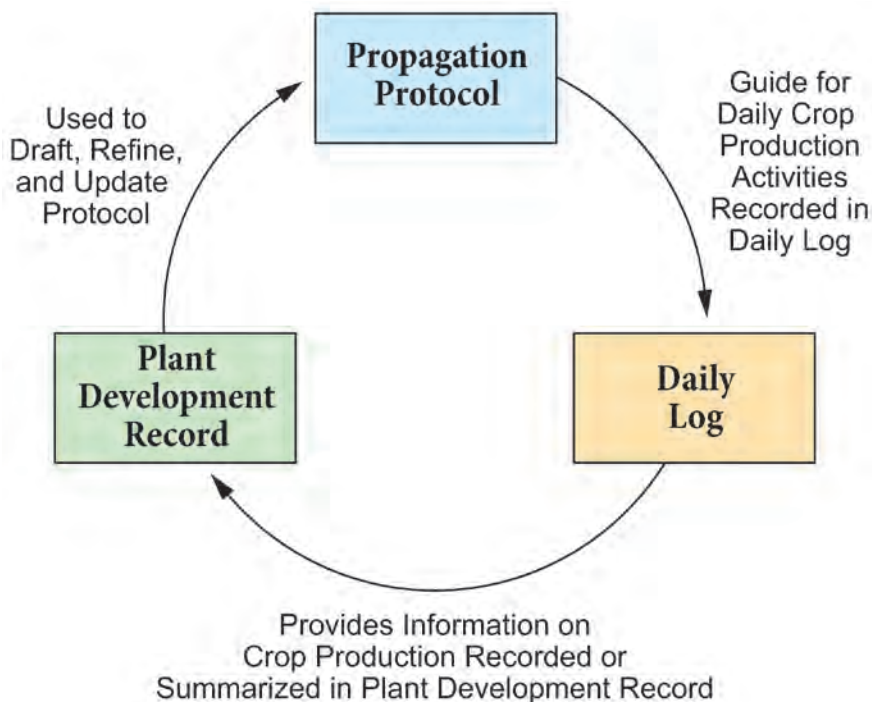 Propagation
Protocol
Guide for
Daily Crop
Production
Activities
Recorded in
Daily Log
Used to
Draft, Refine,
and Update
Protocol
Plant
Development
Record
Daily
Log
Provides Information on
Crop Production Recorded or
Summarized in Plant Development Record